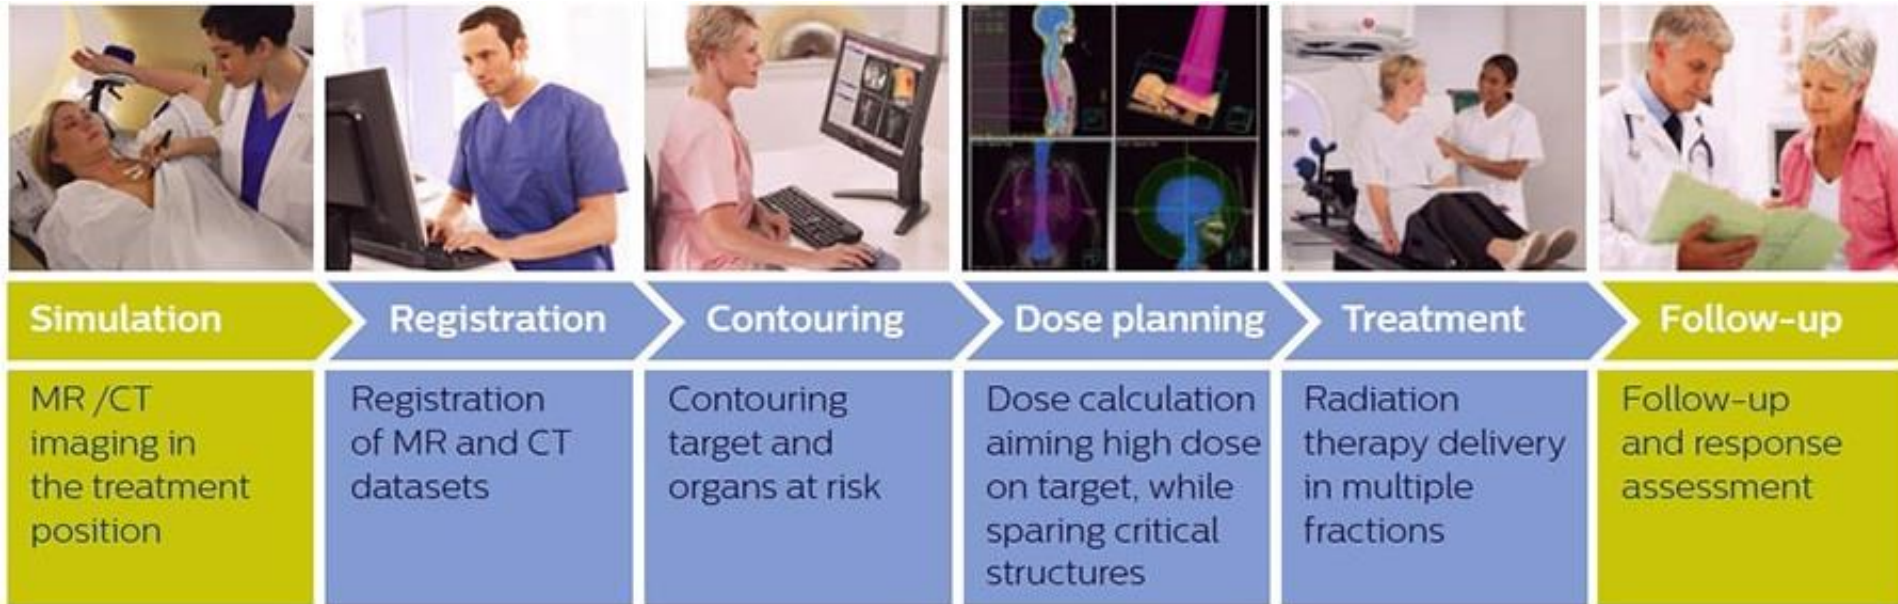 Simulation
Registration
Contouring
Dose planning
Treatment
Follow-up
MR /CT
imaging in
the treatment
position
Registration
of MR and CT
datasets
Contouring
target and
organs at risk
Dose calculation
aiming high dose
on target, while
sparing critical
structures
Radiation
therapy delivery
in multiple
fractions
Follow-up
and response
assessment